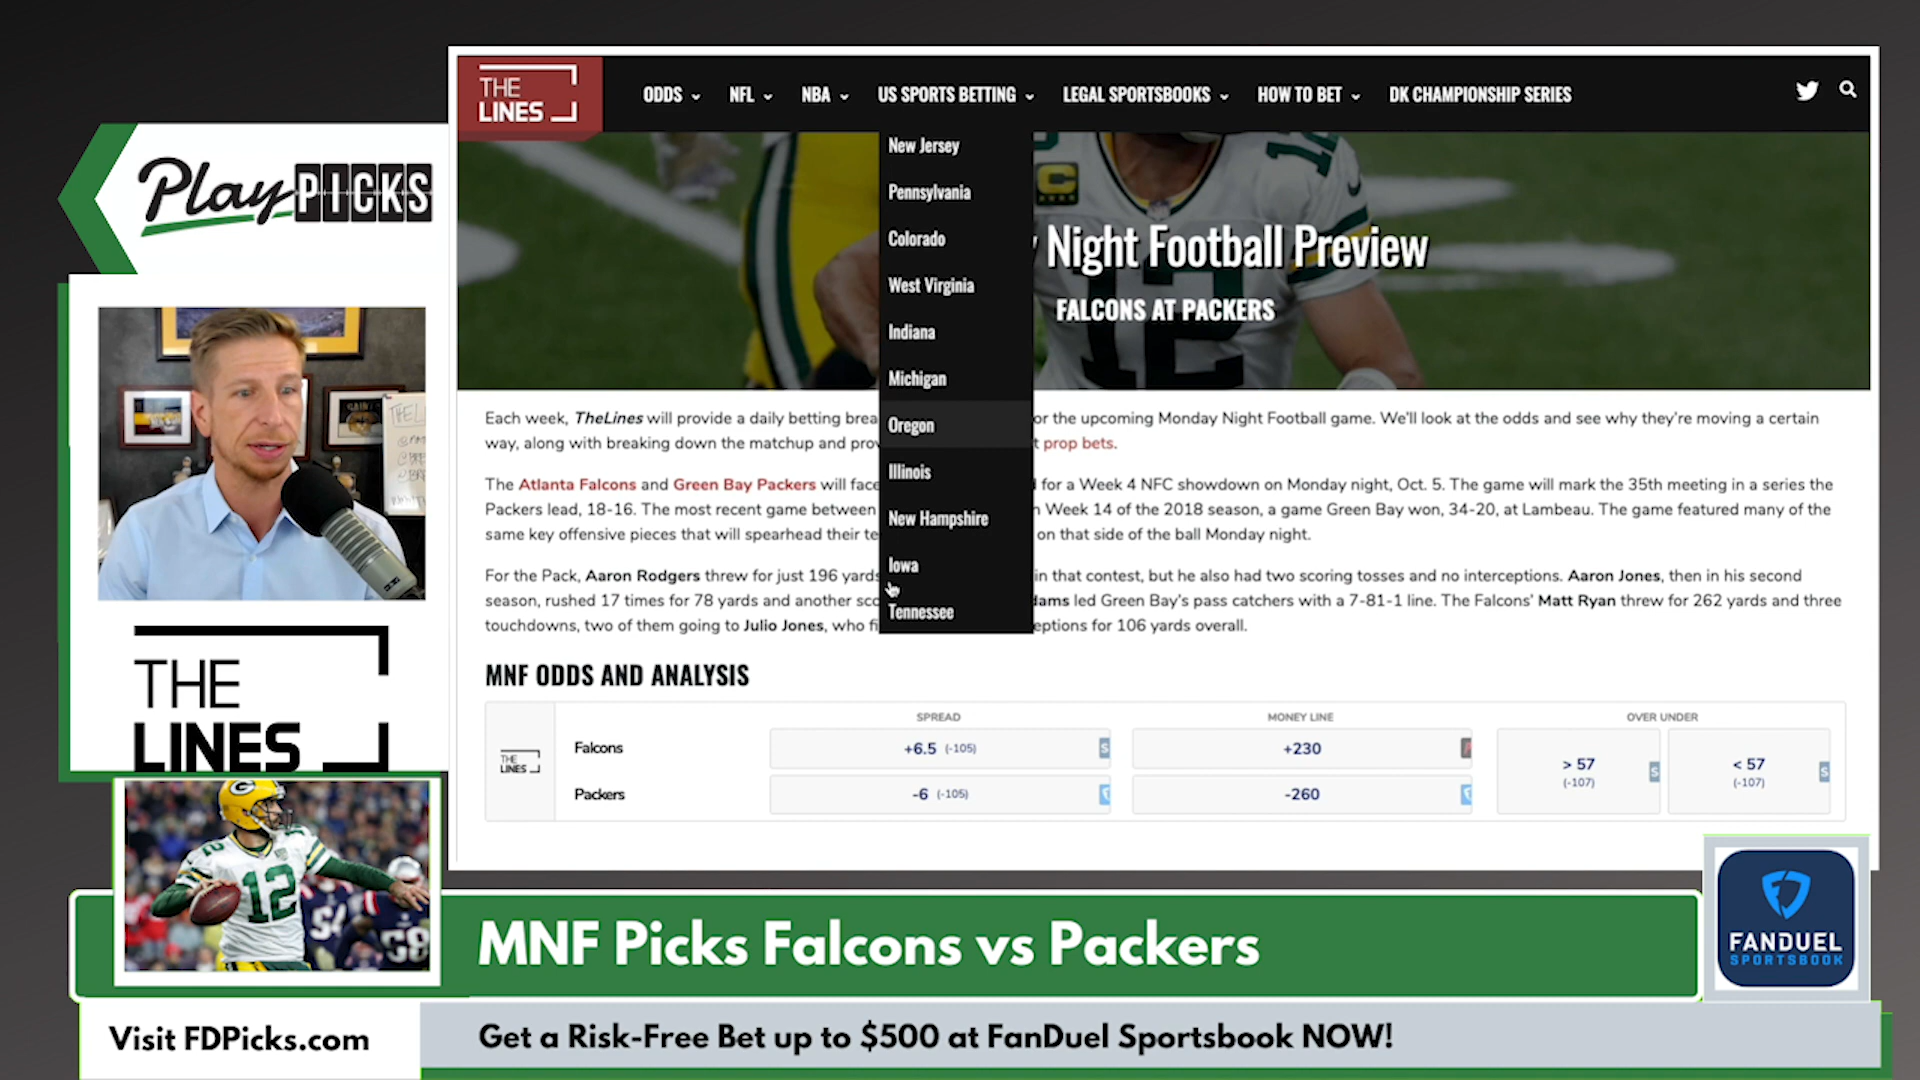 THE
LINES
ODDS
NFL
NBA
US SPORTS BETTING
LEGAL SPORTSBOOKS
HOW TO BET
DK CHAMPIONSHIP SERIES
New Jersey
Pennsylvania
Colorado
West Virginia
Indiana
Michigan
Oregon
Illinois
New Hampshire
Iowa
Tennessee
Night Football Preview
FALCONS AT PACKERS
12
Each week, TheLines will provide a daily betting brea
or the upcoming Monday Night Football game. We'll look at the odds and see why they're moving a certain
way, along with breaking down the matchup and pro
prop bets.
The Atlanta Falcons and Green Bay Packers will face
for a Week 4 NFC showdown on Monday night, Oct. 5. The game will mark the 35th meeting in a series the
Packers lead, 18-16. The most recent game between
Week 14 of the 2018 season, a game Green Bay won, 34-20, at Lambeau. The game featured many of the
same key offensive pieces that will spearhead their te
on that side of the ball Monday night.
For the Pack, Aaron Rodgers threw for just 196 yards
in that contest, but he also had two scoring tosses and no interceptions. Aaron Jones, then in his second
season, rushed 17 times for 78 yards and another sco
dams led Green Bay's pass catchers with a 7-81-1 line. The Falcons' Matt Ryan threw for 262 yards and three
touchdowns, two of them going to Julio Jones, who fi
eptions for 106 yards overall.
MNF ODDS AND ANALYSIS
SPREAD
MONEY LINE
OVER UNDER
THE
LINES
Falcons
+6.5 (-105)
S
+230
Packers
-6 (-105)
-260
> 57
(-107)
S
< 57
(-107)
S
Play PICKS
THE
LINES
G
12
12
MNF Picks Falcons vs Packers
FANDUEL
SPORTSBOOK
Visit FDPicks.com
Get a Risk-Free Bet up to $500 at FanDuel Sportsbook NOW!